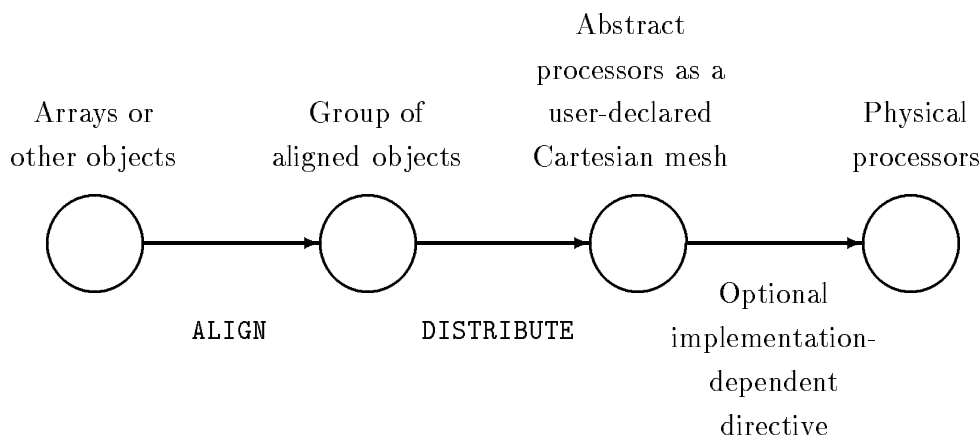 Arrays or
other objects
Group of
aligned objects
Abstract
processors as a
user-declared
Cartesian mesh
Physical
processors
ALIGN
DISTRIBUTE
Optional
implementation-
dependent
directive